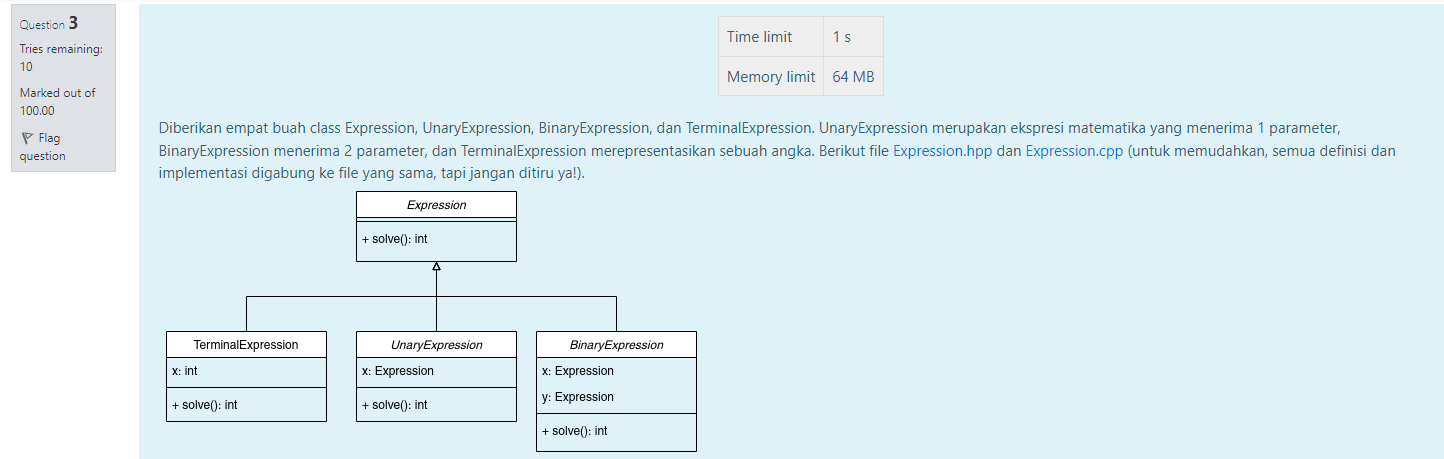 Question 3
Tries remaining:
10
Marked out of
100.00
Flag
question
Time limit 1 s
Memory limit 64 MB
Diberikan empat buah class Expression, UnaryExpression, BinaryExpression, dan TerminalExpression. UnaryExpression merupakan ekspresi matematika yang menerima 1 parameter,
BinaryExpression menerima 2 parameter, dan TerminalExpression merepresentasikan sebuah angka. Berikut file Expression.hpp dan Expression.cpp (untuk memudahkan, semua definisi dan
implementasi digabung ke file yang sama, tapi jangan ditiru ya!).
Expression
+ solve(): int
TerminalExpression
x: int
+ solve(): int
UnaryExpression
x: Expression
+ solve(): int
BinaryExpression
x: Expression
y: Expression
+ solve(): int